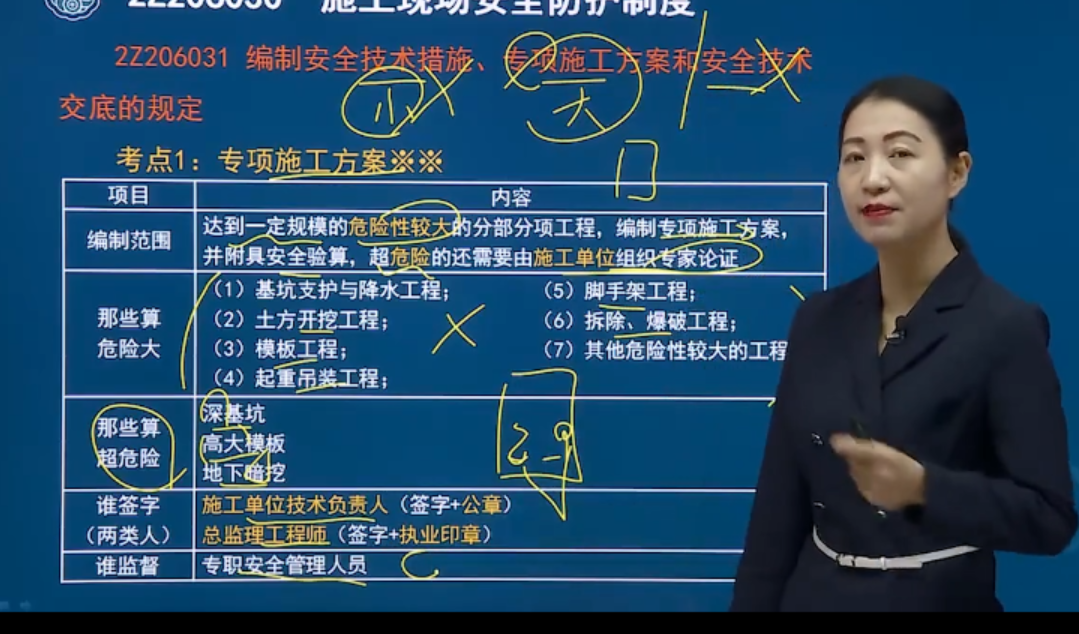 2Z206030 施工现场安全防护制度
2Z206031 编制安全技术措施、专项施工方案和安全技术
交底的规定
小
大
考点1：专项施工方案※※
项目
内容
编制范围
达到一定规模的危险性较大的分部分项工程，编制专项施工方案，
并附具安全验算，超危险的还需要由施工单位组织专家论证
那些算
危险大
（1）基坑支护与降水工程；
（2）土方开挖工程；
（3）模板工程；
（4）起重吊装工程；
（5）脚手架工程；
（6）拆除、爆破工程；
（7）其他危险性较大的工程
那些算
超危险
深基坑
高大模板
地下暗挖
谁签字
（两类人）
施工单位技术负责人（签字+公章）
总监理工程师（签字+执业印章）
谁监督
专职安全管理人员